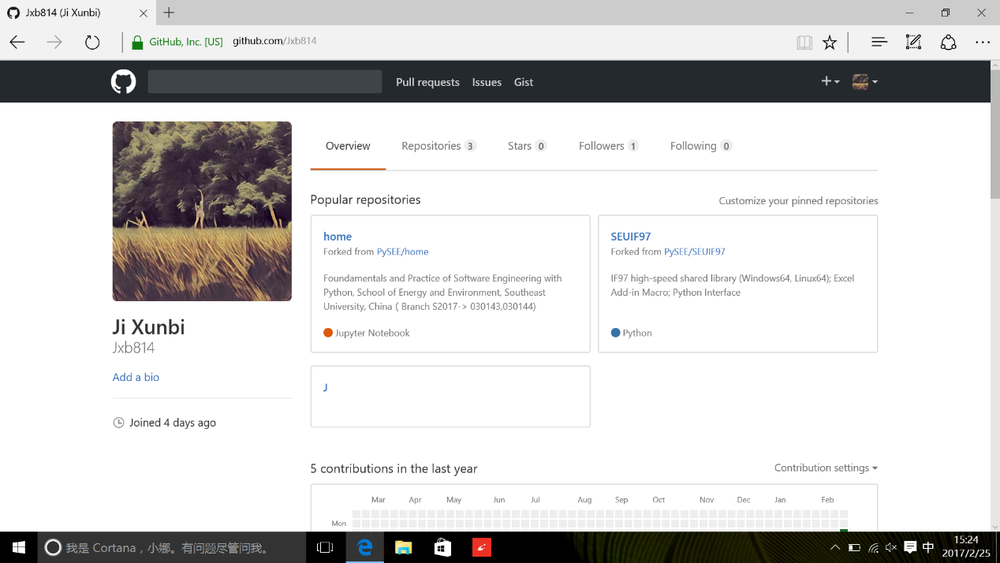 Jxb814 (Ji Xunbi)
GitHub, Inc. [US] github.com/Jxb814
Pull requests Issues Gist
Overview Repositories 3 Stars 0 Followers 1 Following 0
Popular repositories Customize your pinned repositories
home
Forked from PySEE/home
Foundamentals and Practice of Software Engineering with
Python, School of Energy and Environment, Southeast
University, China ( Branch S2017-> 030143,030144)
Jupyter Notebook
SEUIF97
Forked from PySEE/SEUIF97
IF97 high-speed shared library (Windows64, Linux64); Excel
Add-in Macro; Python Interface
Python
Ji Xunbi
Jxb814
Add a bio
Joined 4 days ago
J
5 contributions in the last year Contribution settings
Mar Apr May Jun Jul Aug Sep Oct Nov Dec Jan Feb
Mon
我是 Cortana，小娜。有问题尽管问我。
中
15:24
2017/2/25